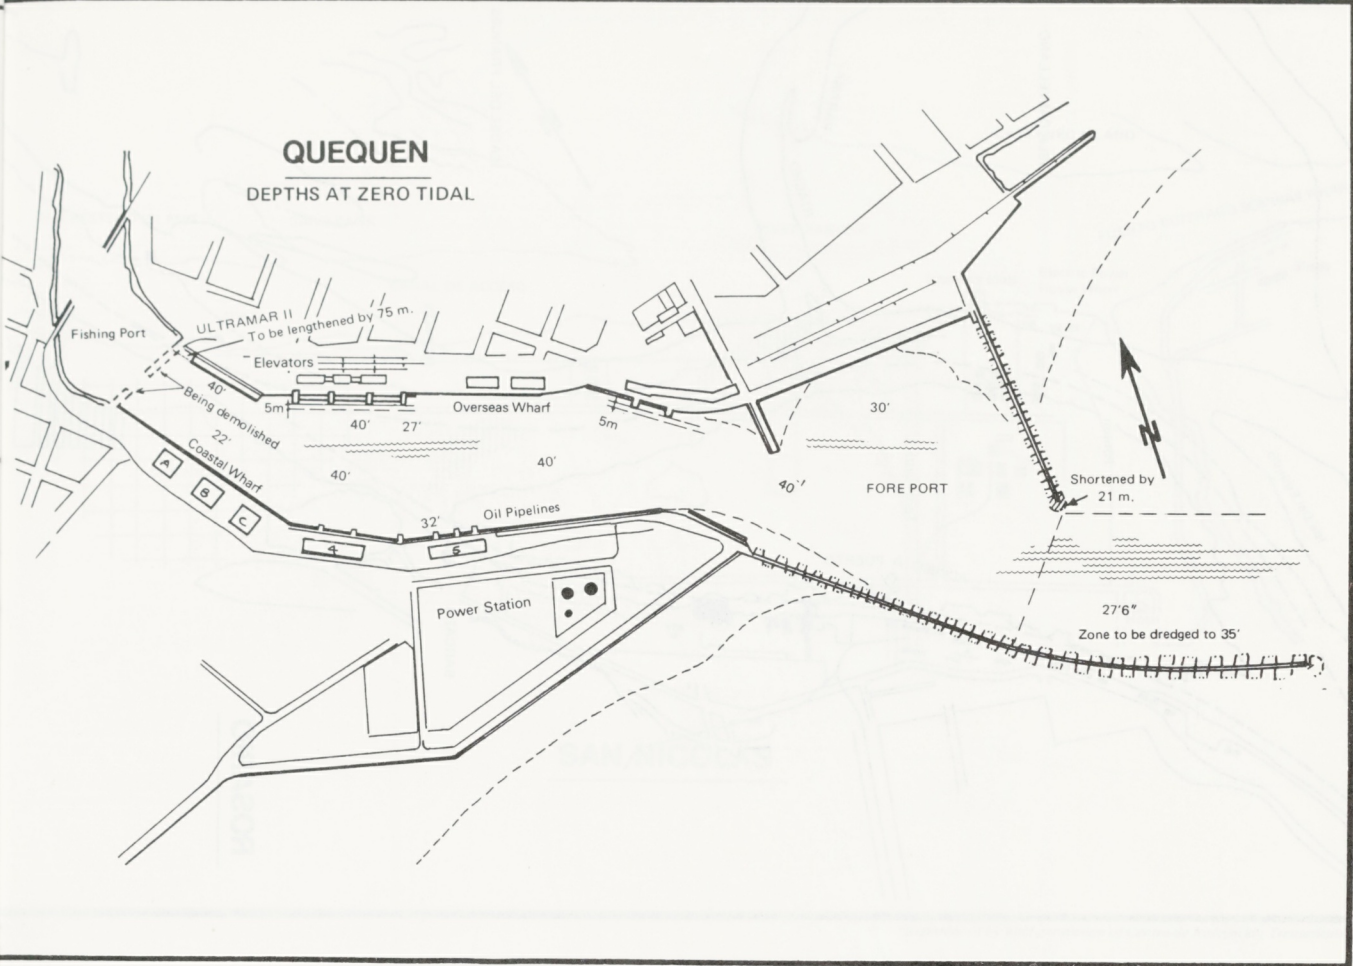 QUEQUEN
DEPTHS AT ZERO TIDAL
Fishing Port
ULTRAMAR II
To be lengthened by 75 m.
Elevators
40'
5m
Being demolished
40'
27'
Overseas Wharf
5m
30'
22'
Coastal Wharf
A
B
C
40'
40'
40'
FORE PORT
N
Shortened by
21 m.
32'
Oil Pipelines
4
5
Power Station
27'6"
Zone to be dredged to 35'